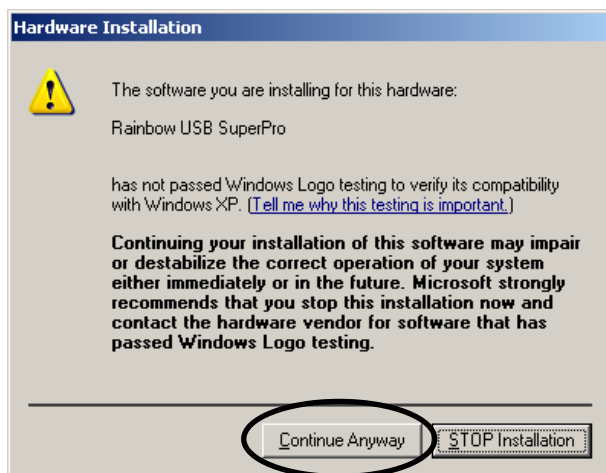 Hardware Installation
The software you are installing for this hardware:
Rainbow USB SuperPro
has not passed Windows Logo testing to verify its compatibility
with Windows XP. (Tell me why this testing is important.)
Continuing your installation of this software may impair
or destabilize the correct operation of your system
either immediately or in the future. Microsoft strongly
recommends that you stop this installation now and
contact the hardware vendor for software that has
passed Windows Logo testing.
Continue Anyway STOP Installation